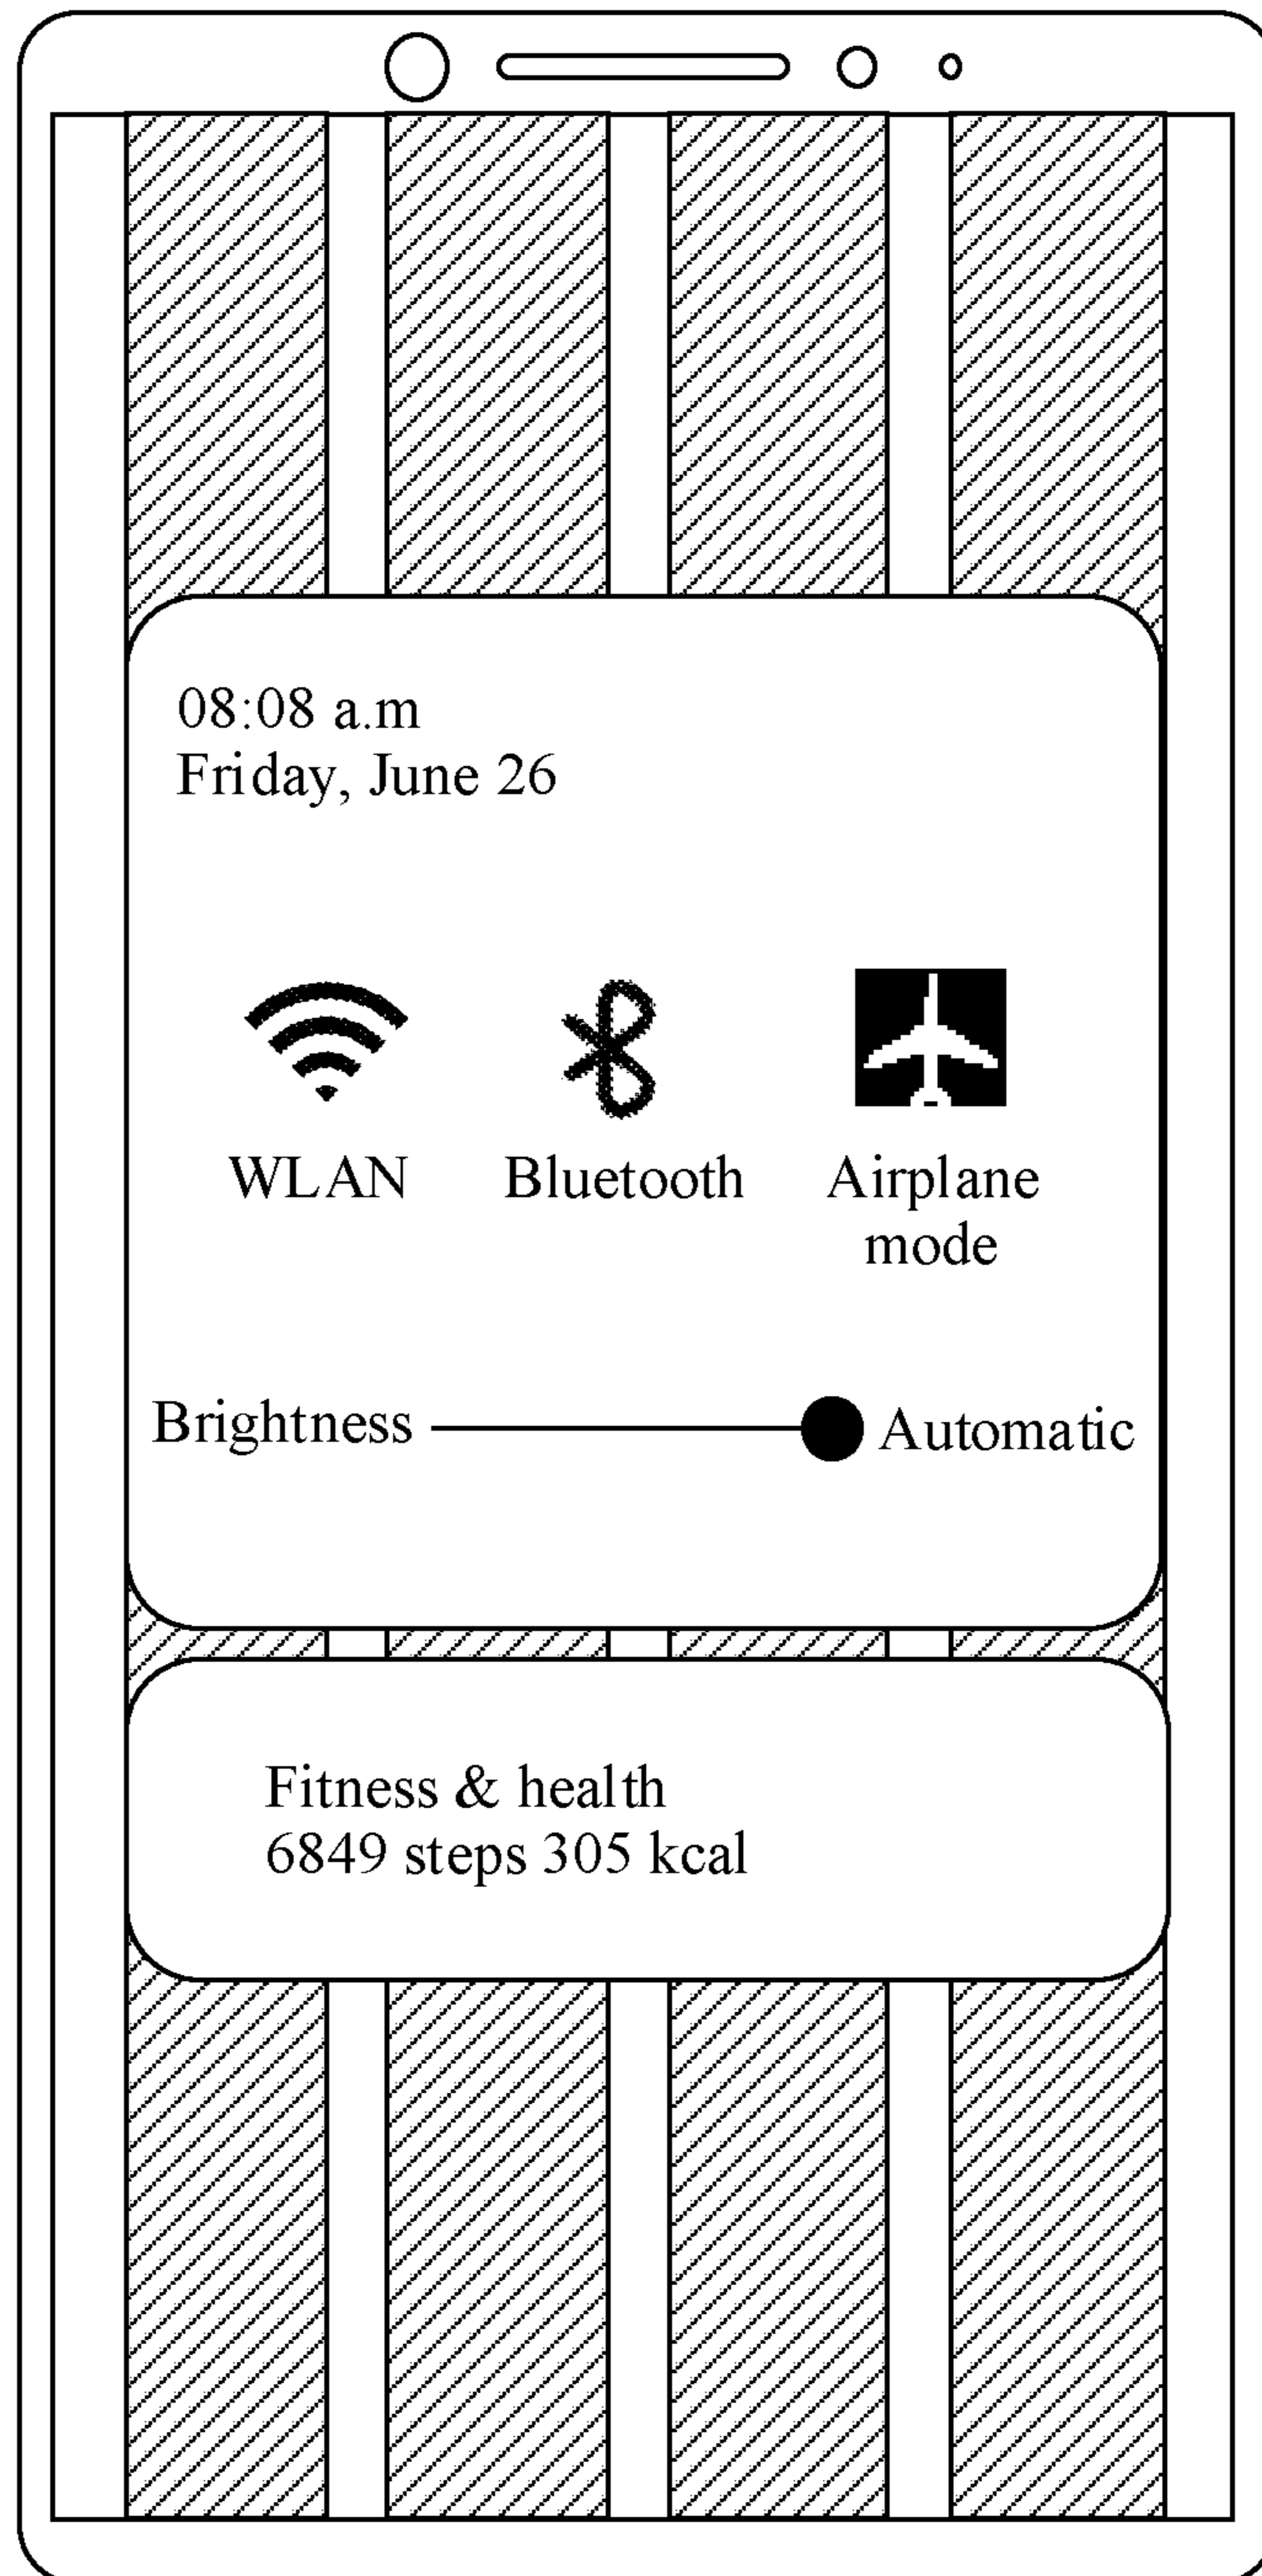 08:08 a.m
Friday, June 26
WLAN Bluetooth Airplane
mode
Brightness Automatic
Fitness & health
6849 steps 305 kcal